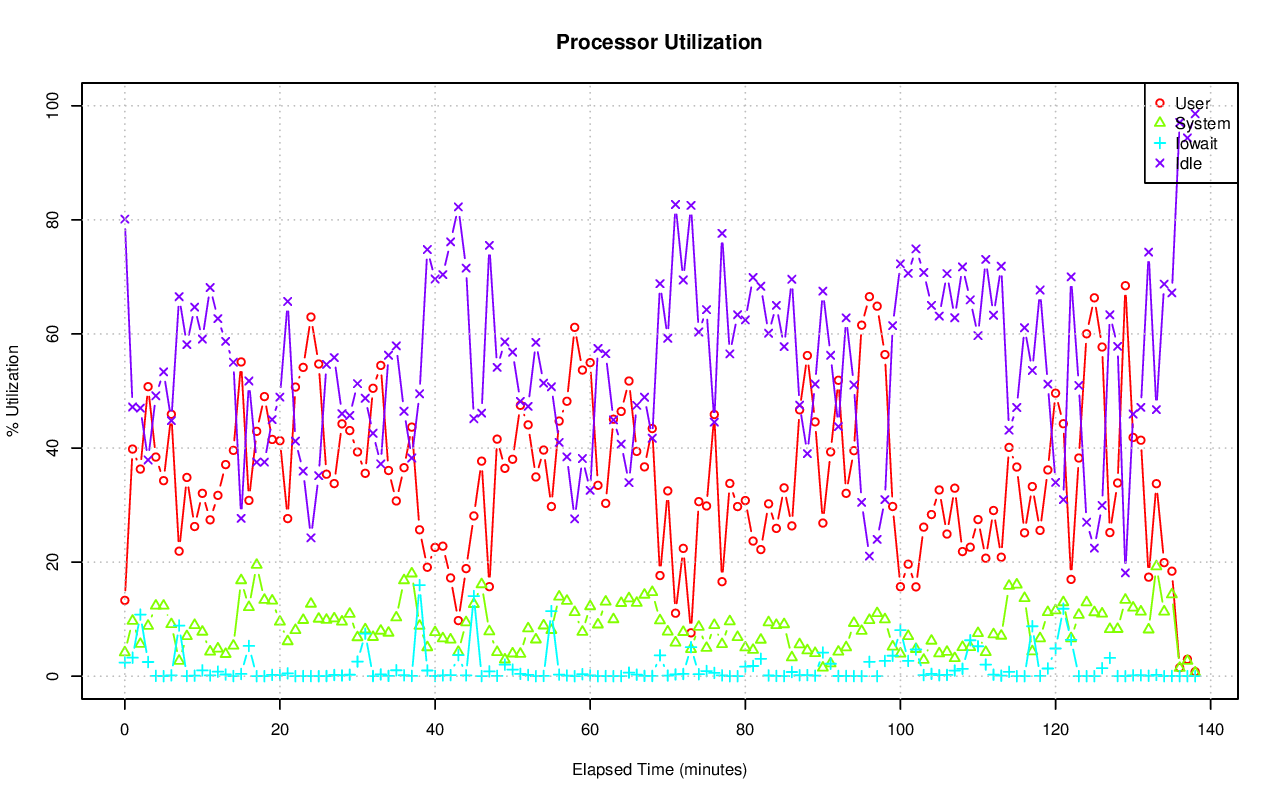 Processor Utilization
% Utilization
100
80
60
40
20
0
User
System
Iowait
Idle
0 20 40 60 80 100 120 140
Elapsed Time (minutes)